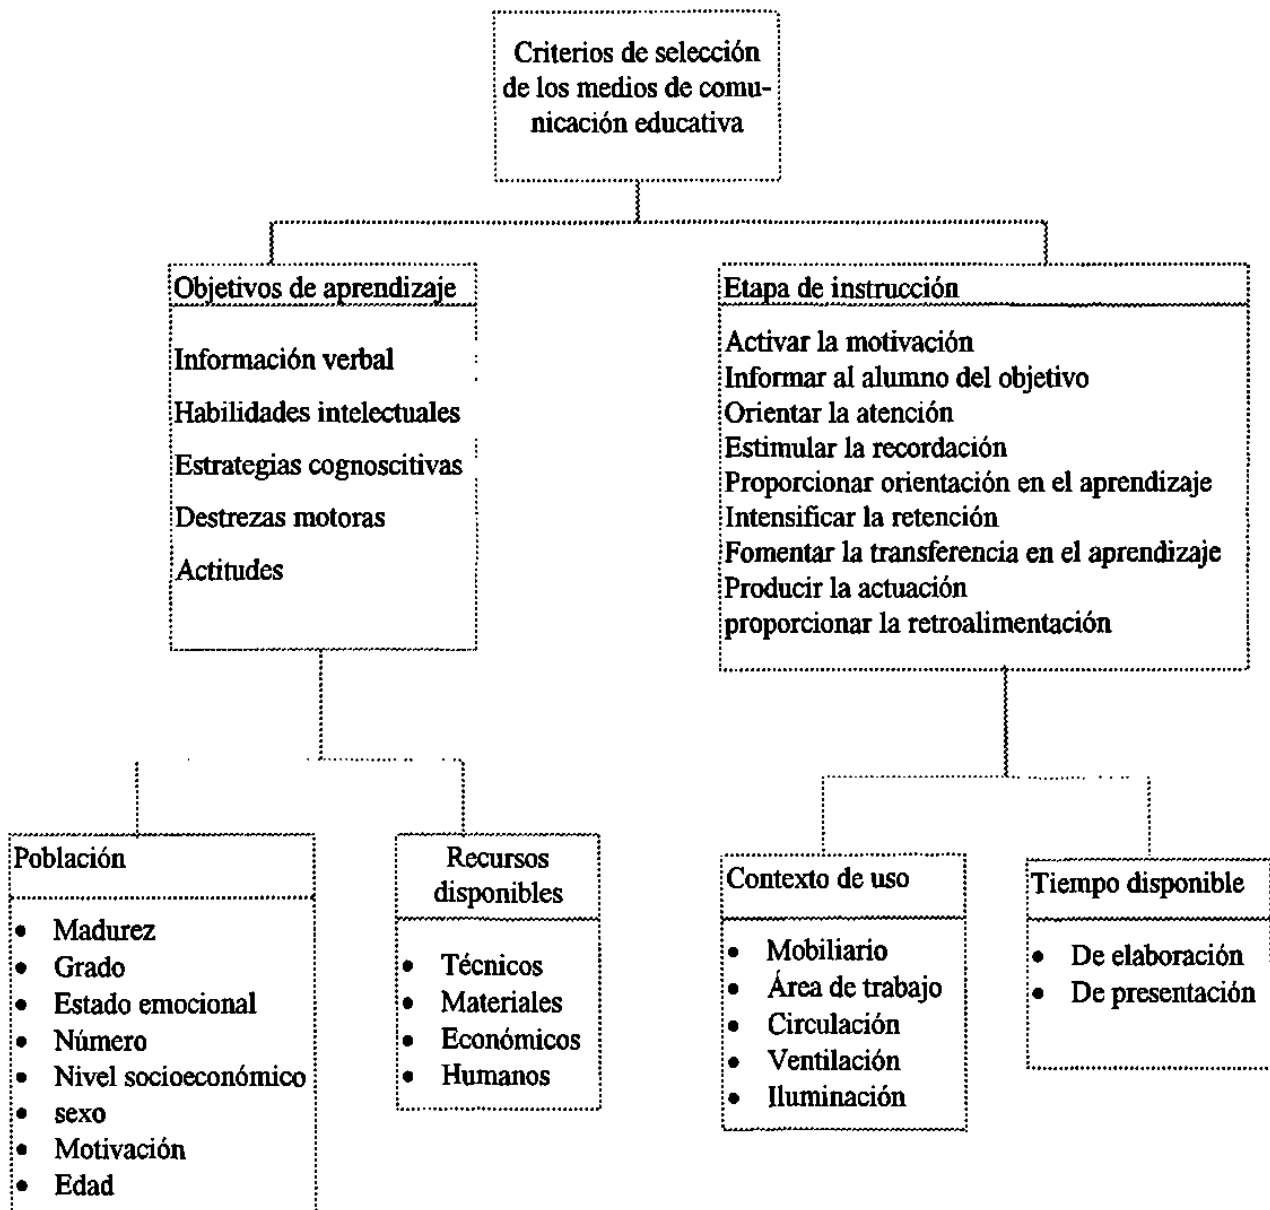 Criterios de selección
de los medios de comu-
nicación educativa
Objetivos de aprendizaje
Información verbal
Habilidades intelectuales
Estrategias cognoscitivas
Destrezas motoras
Actitudes
Etapa de instrucción
Activar la motivación
Informar al alumno del objetivo
Orientar la atención
Estimular la recordación
Proporcionar orientación en el aprendizaje
Intensificar la retención
Fomentar la transferencia en el aprendizaje
Producir la actuación
proporcionar la retroalimentación
Población
• Madurez
• Grado
• Estado emocional
• Número
• Nivel socioeconómico
• sexo
• Motivación
• Edad
Recursos
disponibles
• Técnicos
• Materiales
• Económicos
• Humanos
Contexto de uso
• Mobiliario
• Área de trabajo
• Circulación
• Ventilación
• Iluminación
Tiempo disponible
• De elaboración
• De presentación